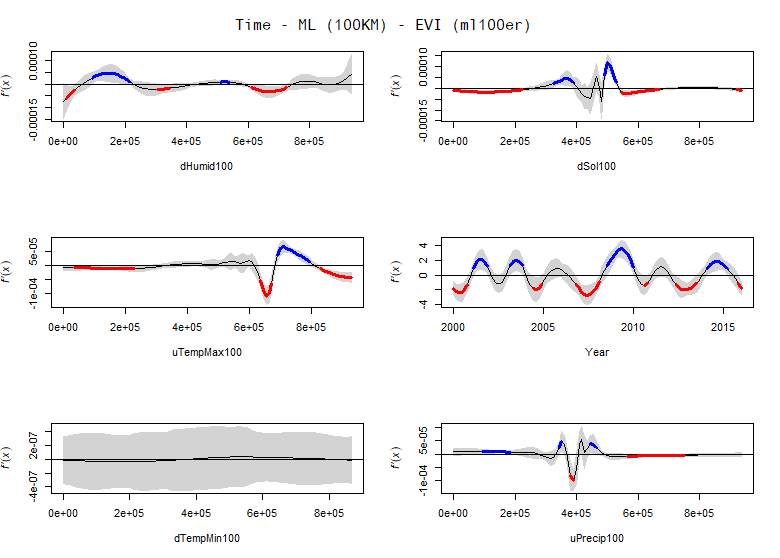 Time - ML (100KM) - EVI (ml100er)
f'(x)
-0.00015 0.00010
0e+00 2e+05 4e+05 6e+05 8e+05
dHumid100
f'(x)
-0.00015 0.00010
0e+00 2e+05 4e+05 6e+05 8e+05
dSol100
f'(x)
-1e-04 5e-05
0e+00 2e+05 4e+05 6e+05 8e+05
uTempMax100
f'(x)
-4 0 2 4
2000 2005 2010 2015
Year
f'(x)
-4e-07 2e-07
0e+00 2e+05 4e+05 6e+05 8e+05
dTempMin100
f'(x)
-1e-04 5e-05
0e+00 2e+05 4e+05 6e+05 8e+05
uPrecip100